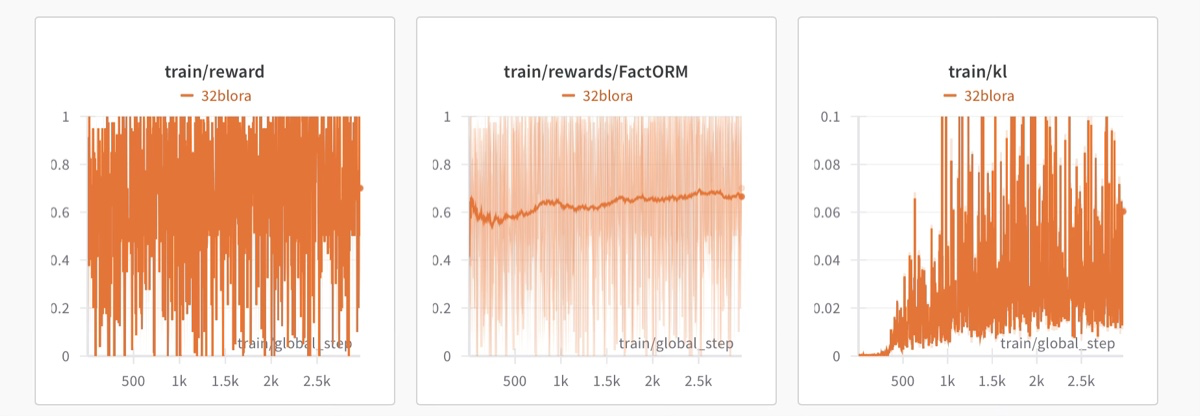 train/reward
32blora
1
0.8
0.6
0.4
0.2
0
train/global_step
500 1k 1.5k 2k 2.5k
train/rewards/FactORM
32blora
1
0.8
0.6
0.4
0.2
0
train/global_step
500 1k 1.5k 2k 2.5k
train/kl
32blora
0.1
0.08
0.06
0.04
0.02
0
train/global_step
500 1k 1.5k 2k 2.5k